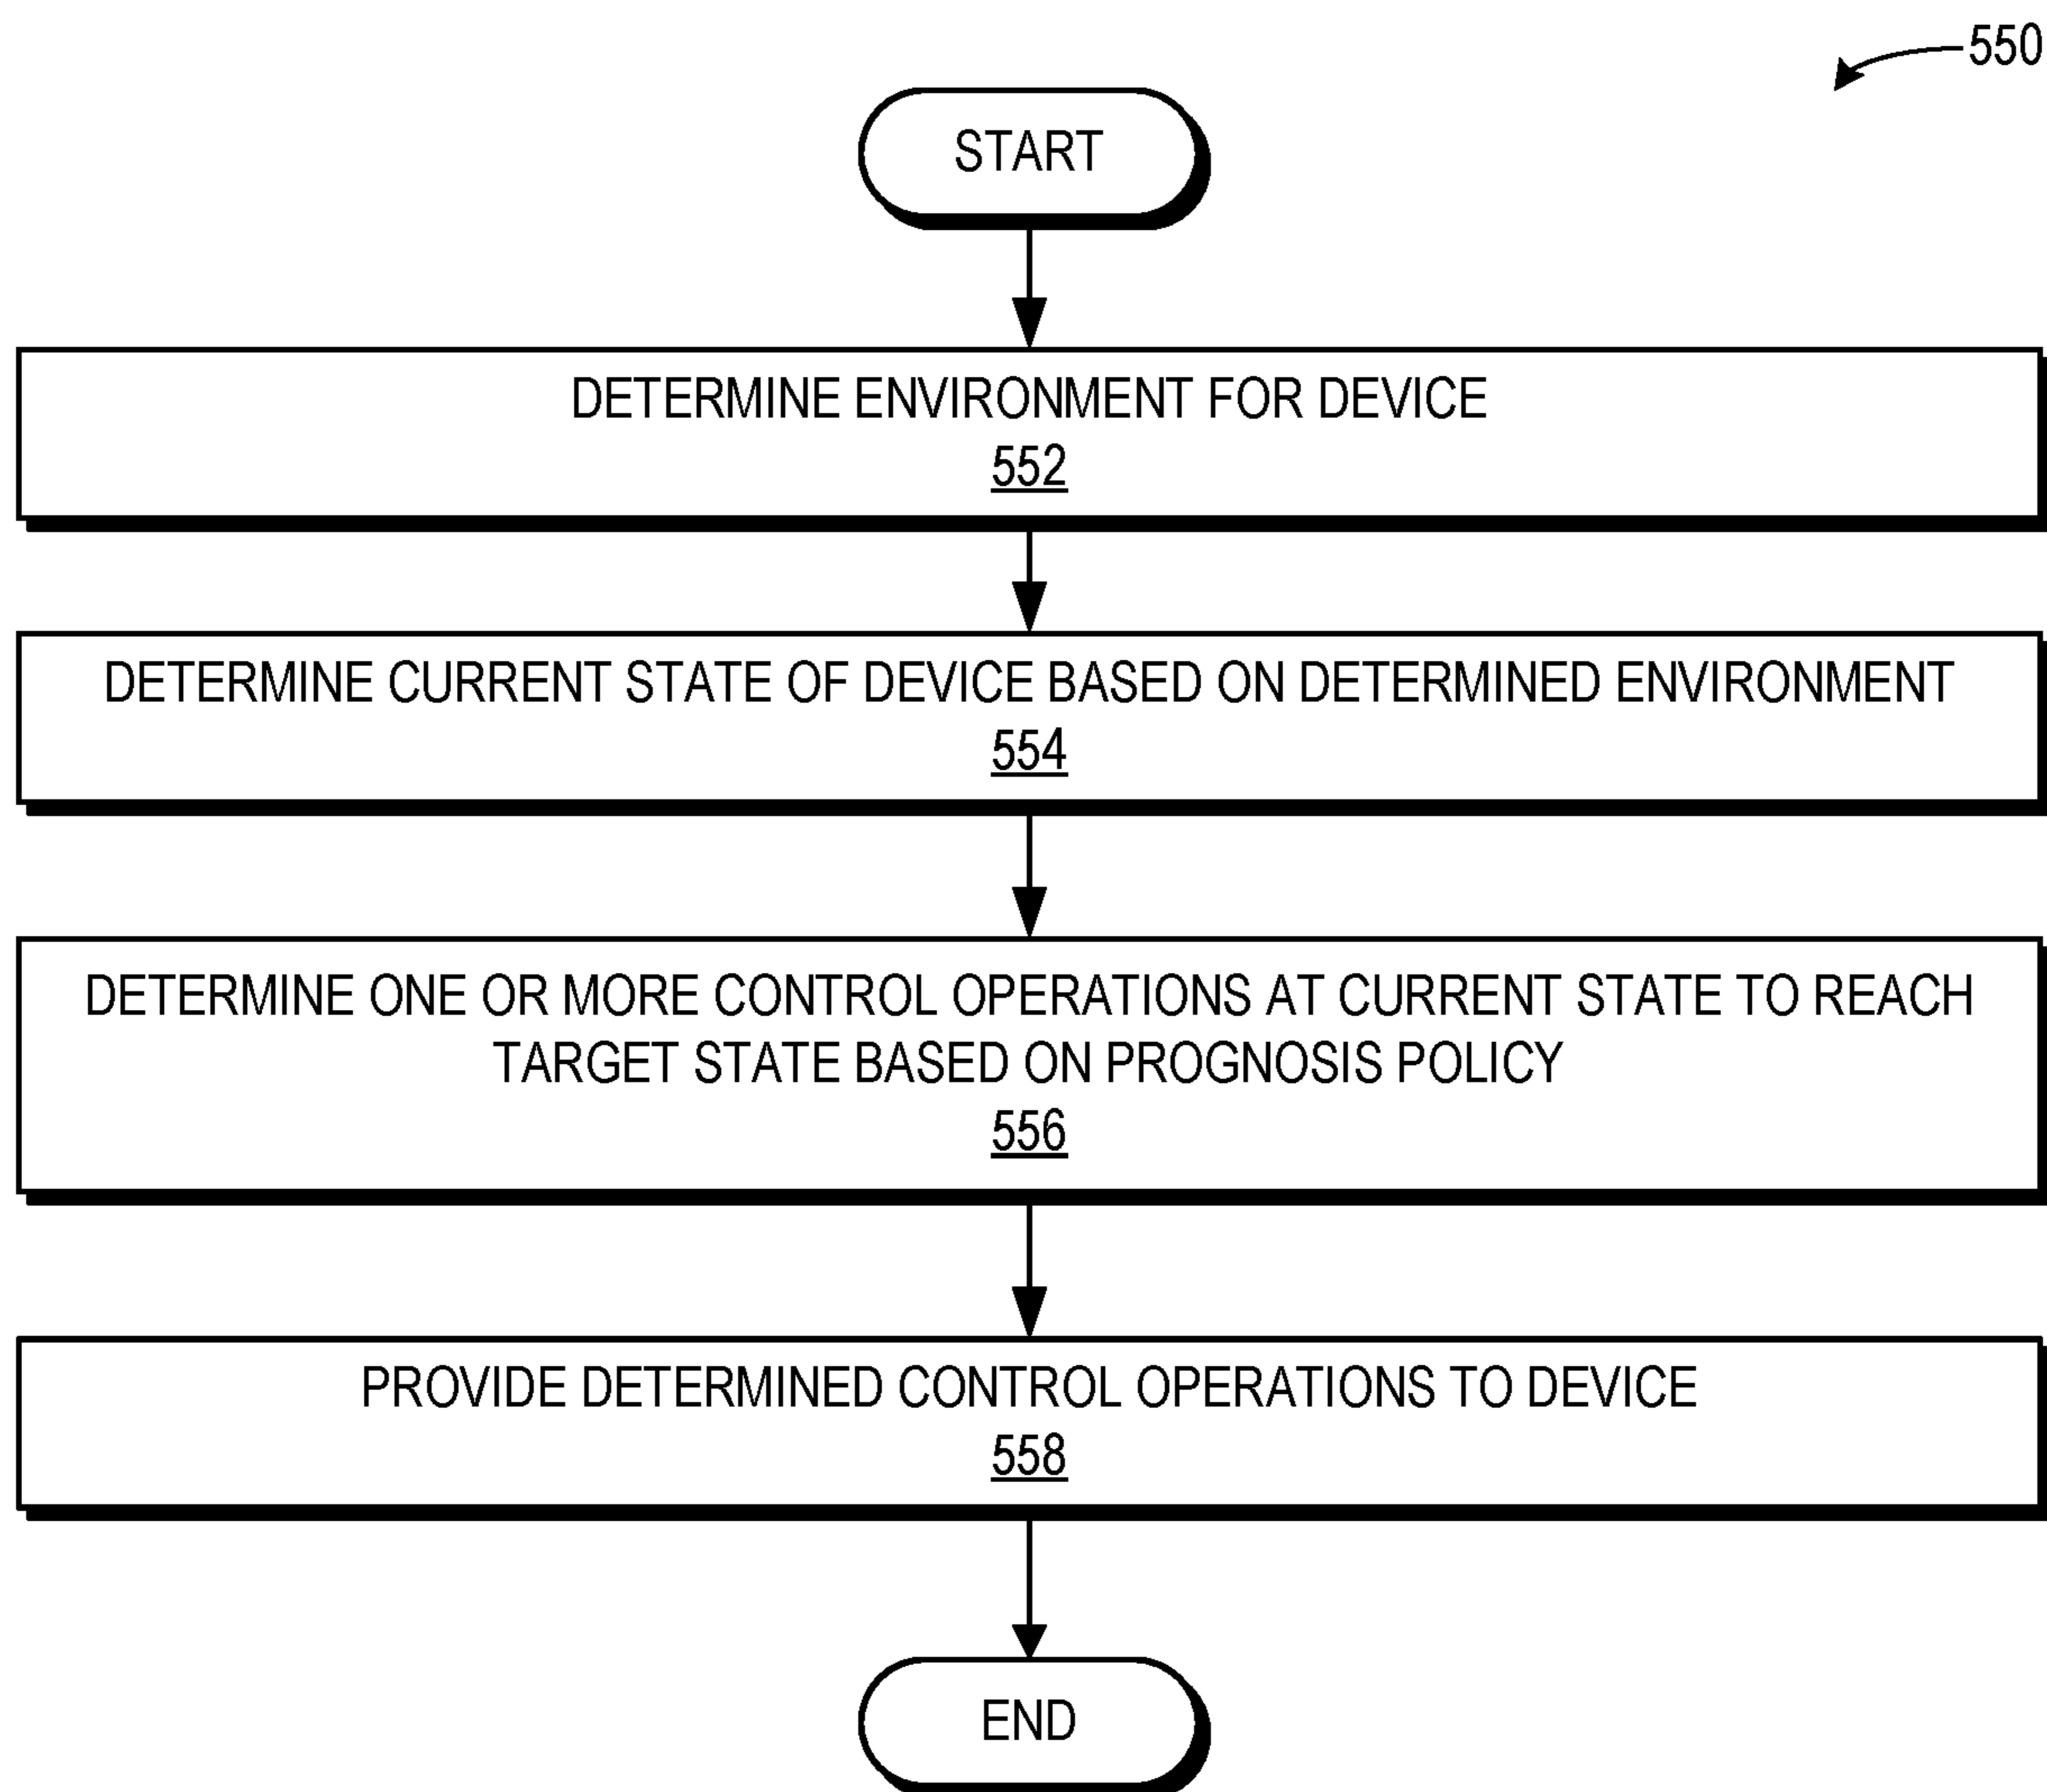 550
START
DETERMINE ENVIRONMENT FOR DEVICE
552
DETERMINE CURRENT STATE OF DEVICE BASED ON DETERMINED ENVIRONMENT
554
DETERMINE ONE OR MORE CONTROL OPERATIONS AT CURRENT STATE TO REACH
TARGET STATE BASED ON PROGNOSIS POLICY
556
PROVIDE DETERMINED CONTROL OPERATIONS TO DEVICE
558
END